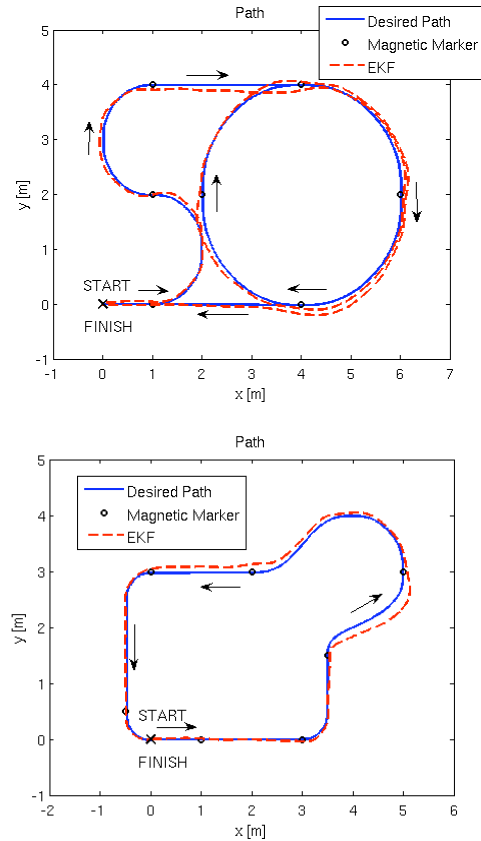 Path
Desired Path
Magnetic Marker
EKF
5
4
3
2
1
0
-1
y [m]
START
FINISH
-1 0 1 2 3 4 5 6 7
x [m]
Path
Desired Path
Magnetic Marker
EKF
5
4
3
2
1
0
-1
y [m]
START
FINISH
-2 -1 0 1 2 3 4 5 6
x [m]